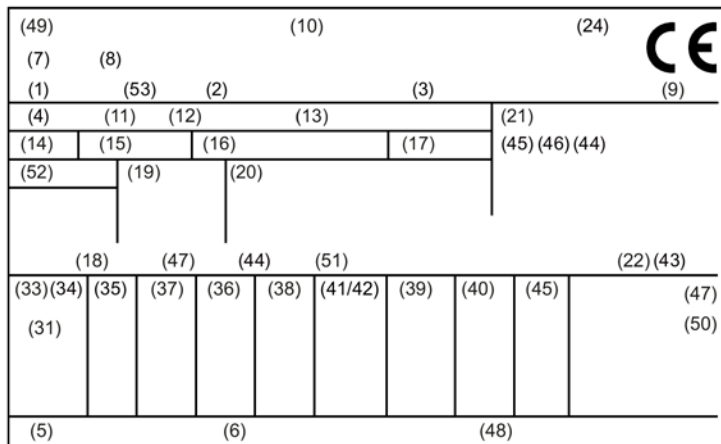 (49) (10) (24) CE
(7) (8)
(1) (53) (2) (3) (9)
(4) (11) (12) (13) (21)
(14) (15) (16) (17) (45) (46) (44)
(52) (19) (20)
(18) (47) (44) (51) (22) (43)
(33) (34) (35) (37) (36) (38) (41/42) (39) (40) (45) (47)
(31) (50)
(5) (6) (48)